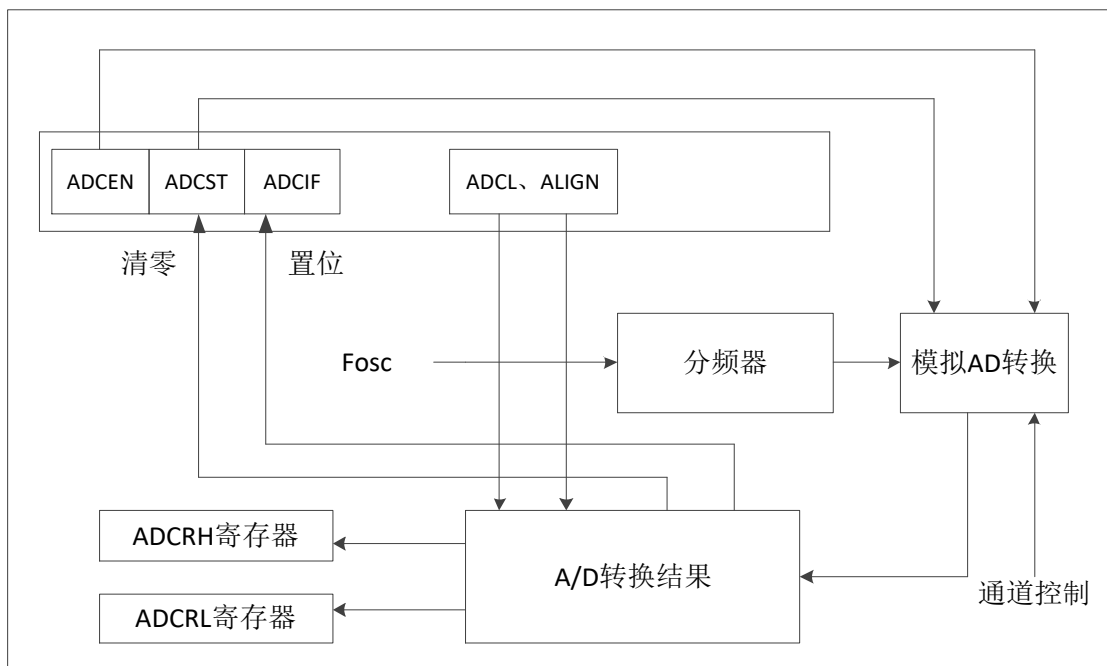 ADCEN
ADCST
ADCIF
ADCL、ALIGN
清零
置位
Fosc
分频器
模拟AD转换
ADCRH寄存器
A/D转换结果
ADCRL寄存器
通道控制